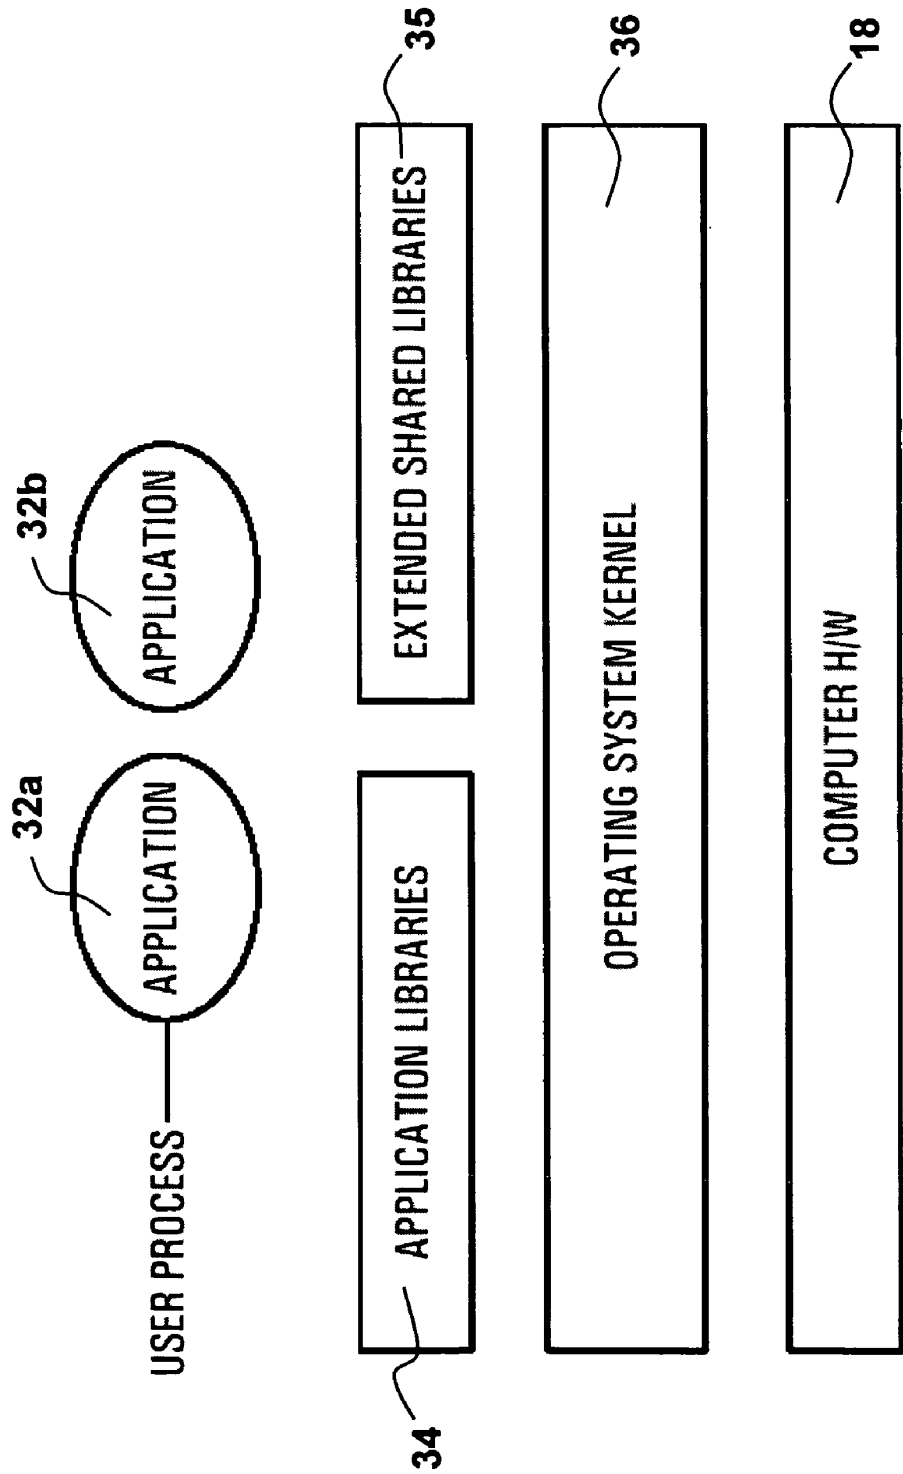 32a
32b
USER PROCESS
APPLICATION
APPLICATION
34
APPLICATION LIBRARIES
EXTENDED SHARED LIBRARIES
35
OPERATING SYSTEM KERNEL
36
COMPUTER H/W
18